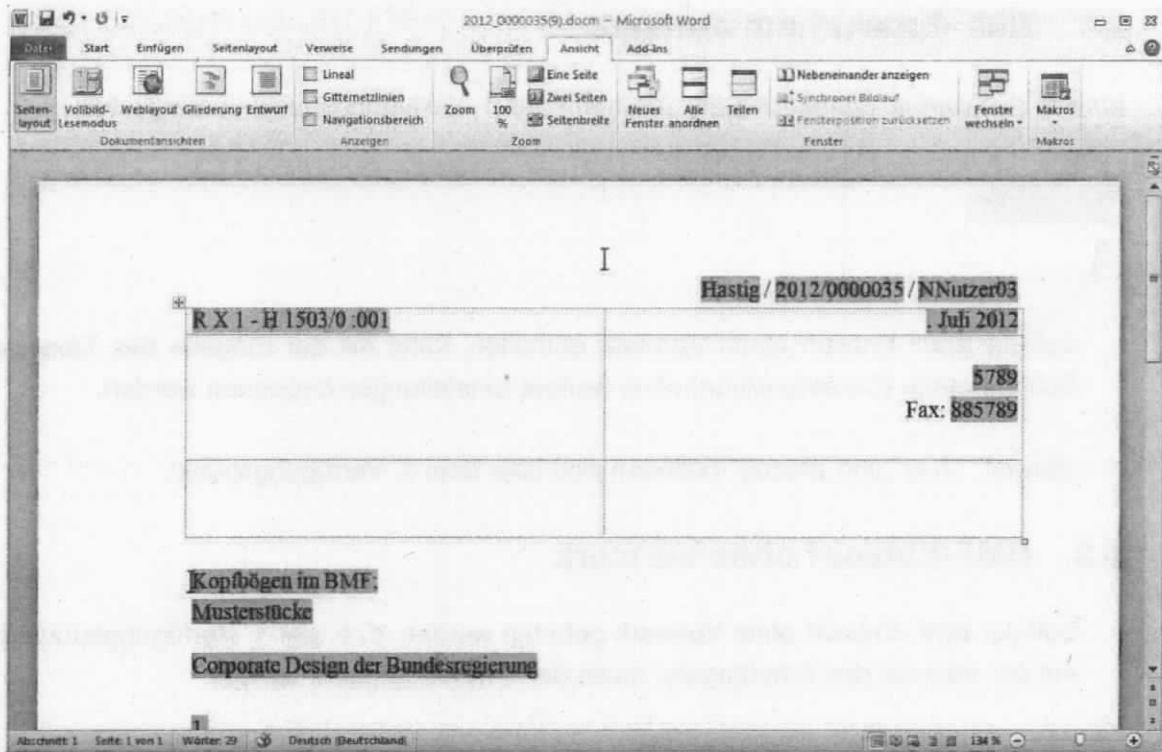 2012_0000035(9).docm - Microsoft Word
Datei Start Einfügen Seitenlayout Verweise Sendungen Überprüfen Ansicht Add-Ins
Seiten-layout
Vollbild-Lesemodus
Weblayout
Gliederung
Entwurf
Dokumentansichten
Lineal
Gitternetzlinien
Navigationsbereich
Anzeigen
Zoom
100 %
Eine Seite
Zwei Seiten
Seitenbreite
Zoom
Neues Fenster
Alle anordnen
Teilen
Nebeneinander anzeigen
Synchroner Bildlauf
Fensterposition zurücksetzen
Fenster wechseln
Fenster
Makros
Makros
Hastig / 2012/0000035 / NNutzer03
R X 1 - H 1503/0 :001
. Juli 2012
5789
Fax: 885789
Kopfbögen im BMF;
Musterstücke
Corporate Design der Bundesregierung
1
Abschnitt: 1 Seite: 1 von 1 Wörter: 29 Deutsch (Deutschland) 134 %